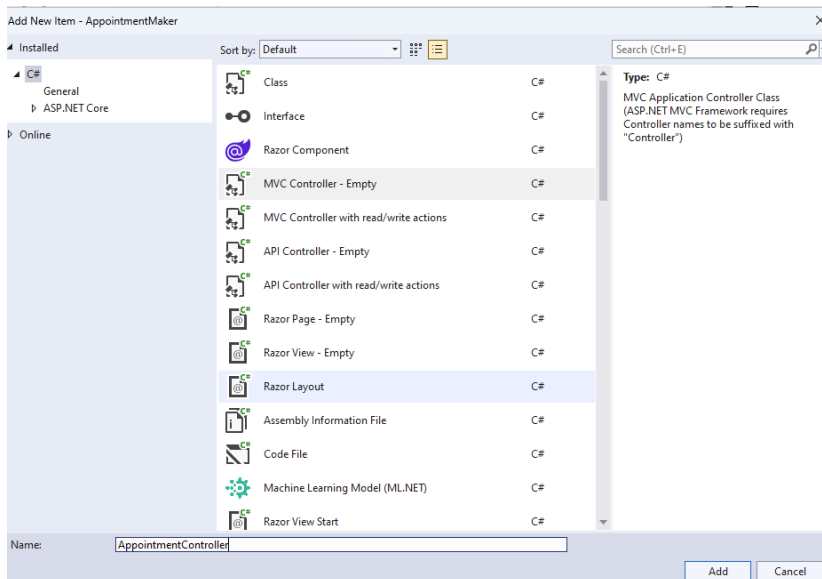 Add New Item - AppointmentMaker
Installed
C#
General
ASP.NET Core
Online
Sort by: Default
Search (Ctrl+E)
Class C#
Interface C#
Razor Component C#
MVC Controller - Empty C#
MVC Controller with read/write actions C#
API Controller - Empty C#
API Controller with read/write actions C#
Razor Page - Empty C#
Razor View - Empty C#
Razor Layout C#
Assembly Information File C#
Code File C#
Machine Learning Model (ML.NET) C#
Razor View Start C#
Type: C#
MVC Application Controller Class
(ASP.NET MVC Framework requires
Controller names to be suffixed with
"Controller")
Name: AppointmentController
Add Cancel